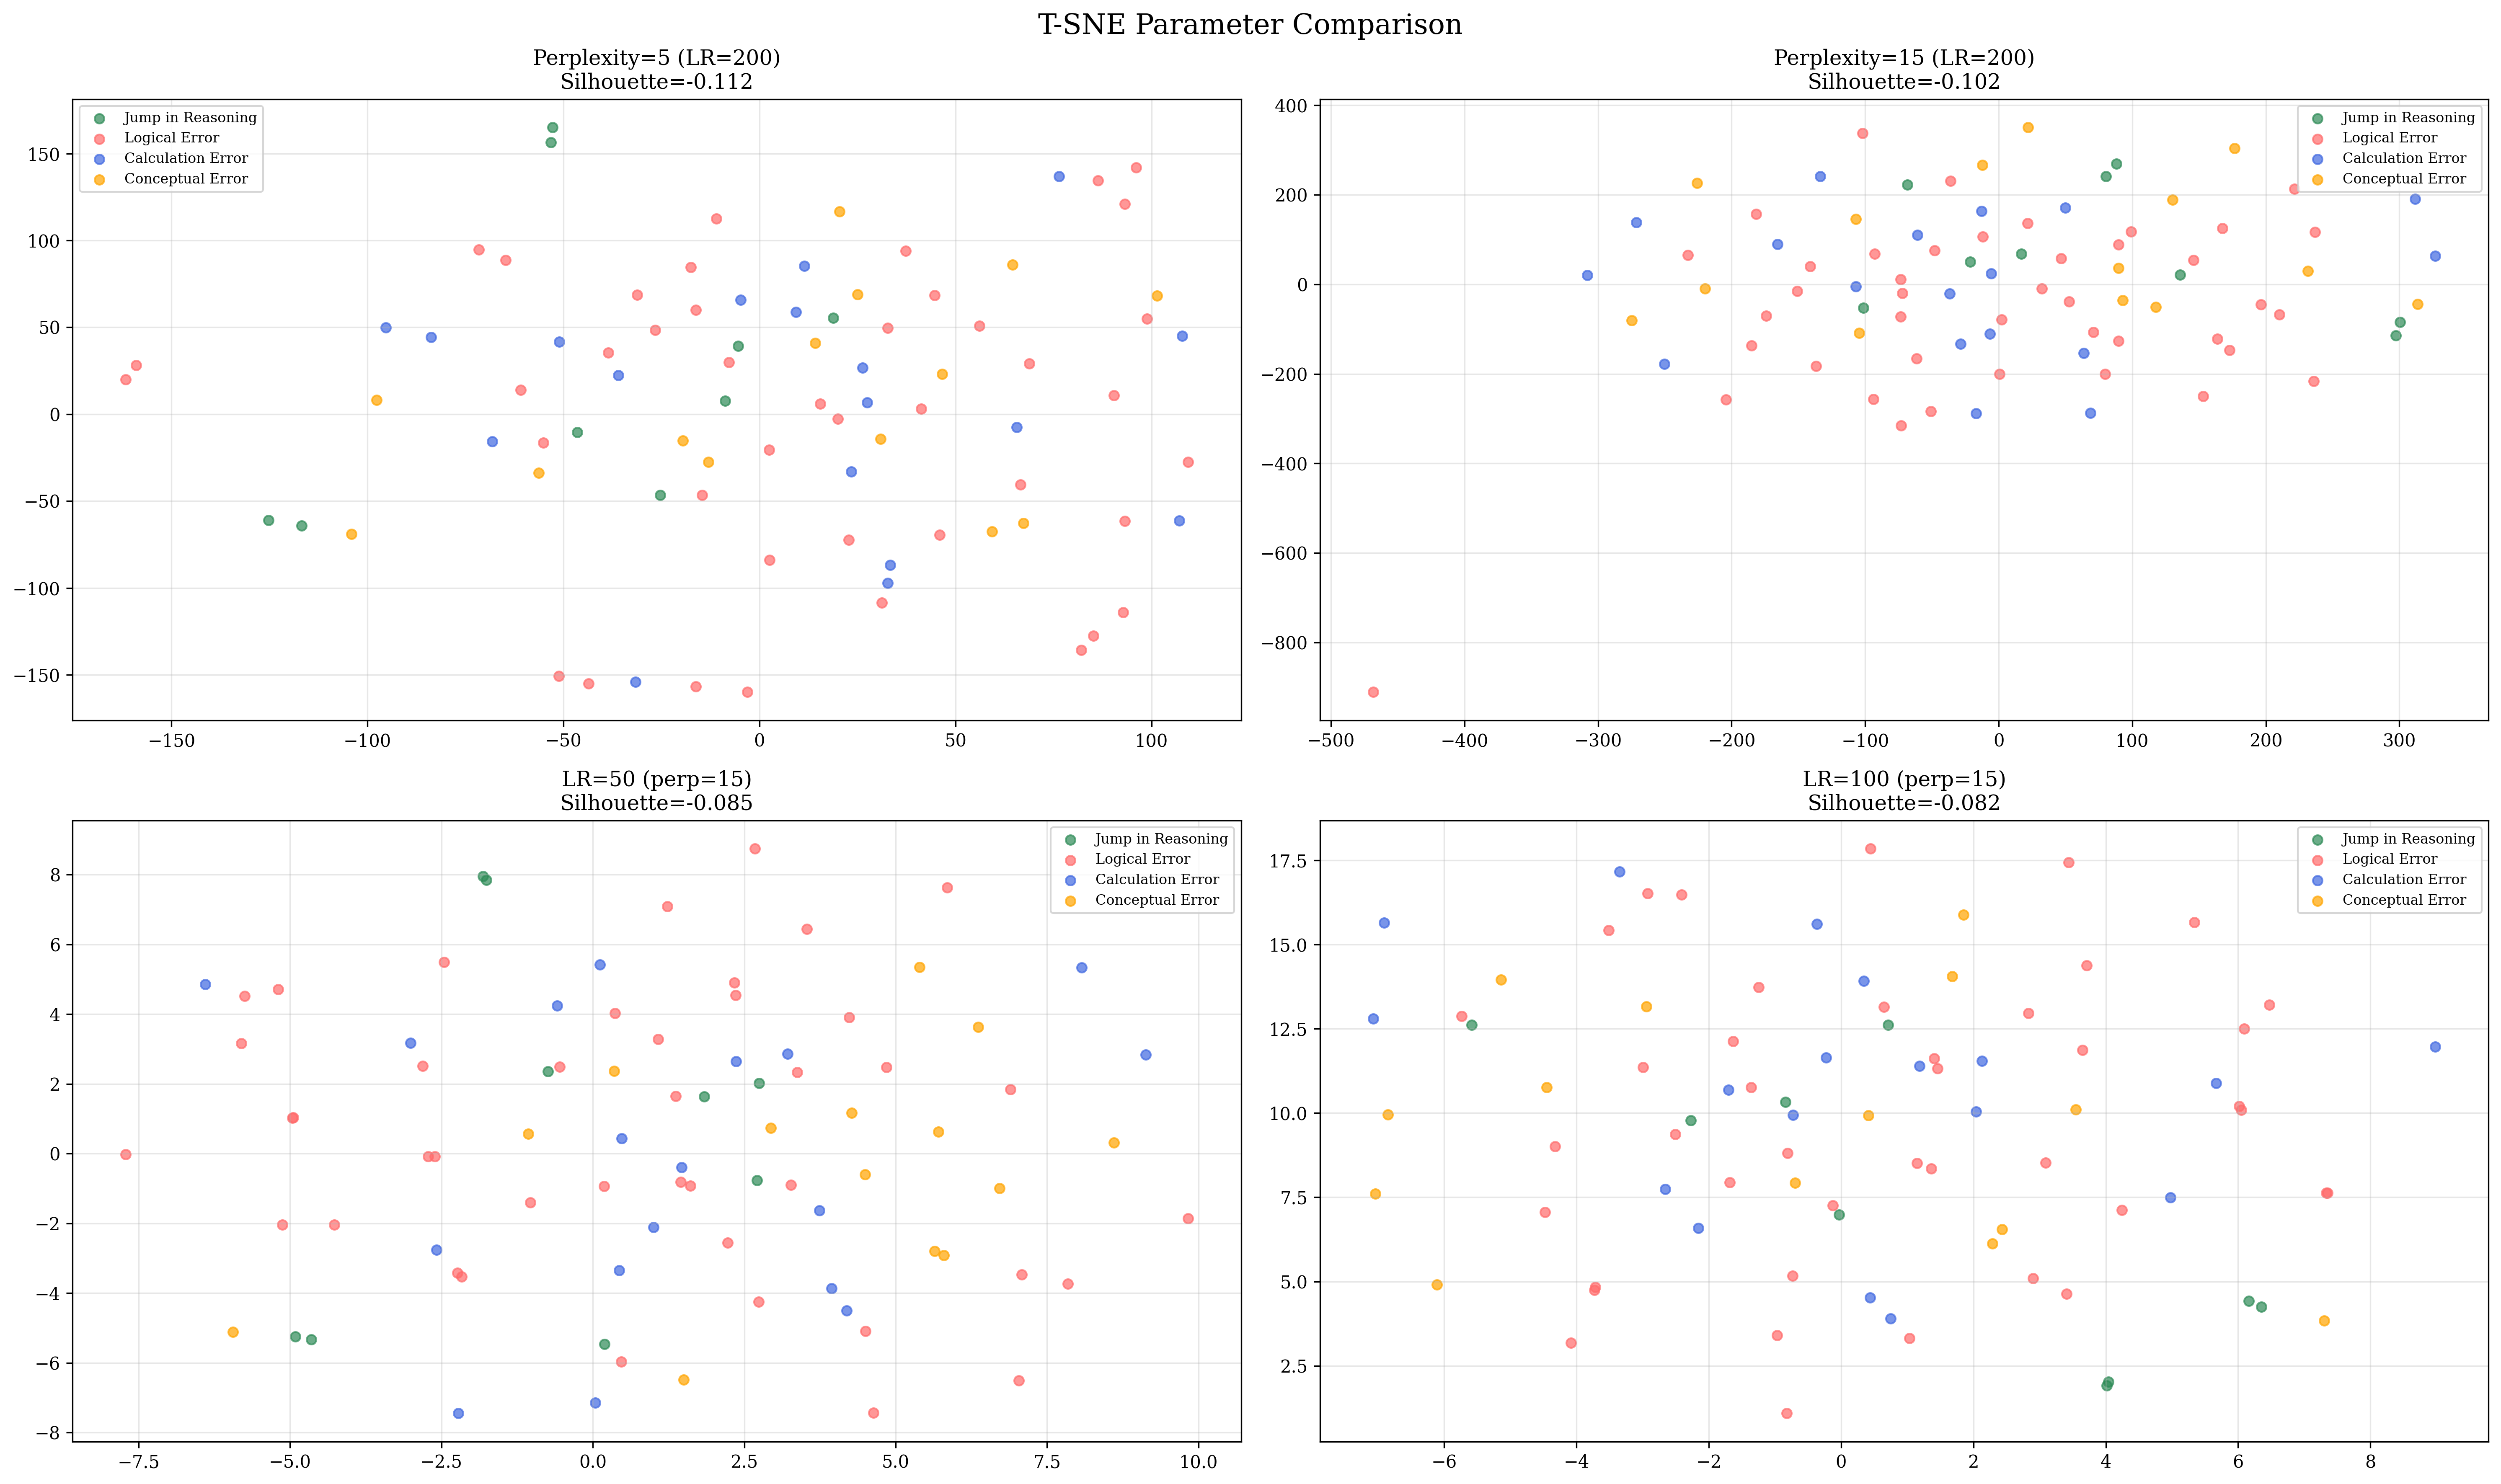 T-SNE Parameter Comparison
Perplexity=5 (LR=200)
Silhouette=-0.112
Jump in Reasoning
Logical Error
Calculation Error
Conceptual Error
150
100
50
0
−50
−100
−150
−150
−100
−50
0
50
100
Perplexity=15 (LR=200)
Silhouette=-0.102
Jump in Reasoning
Logical Error
Calculation Error
Conceptual Error
400
200
0
−200
−400
−600
−800
−500
−400
−300
−200
−100
0
100
200
300
LR=50 (perp=15)
Silhouette=-0.085
Jump in Reasoning
Logical Error
Calculation Error
Conceptual Error
8
6
4
2
0
−2
−4
−6
−8
−7.5
−5.0
−2.5
0.0
2.5
5.0
7.5
10.0
LR=100 (perp=15)
Silhouette=-0.082
Jump in Reasoning
Logical Error
Calculation Error
Conceptual Error
17.5
15.0
12.5
10.0
7.5
5.0
2.5
−6
−4
−2
0
2
4
6
8